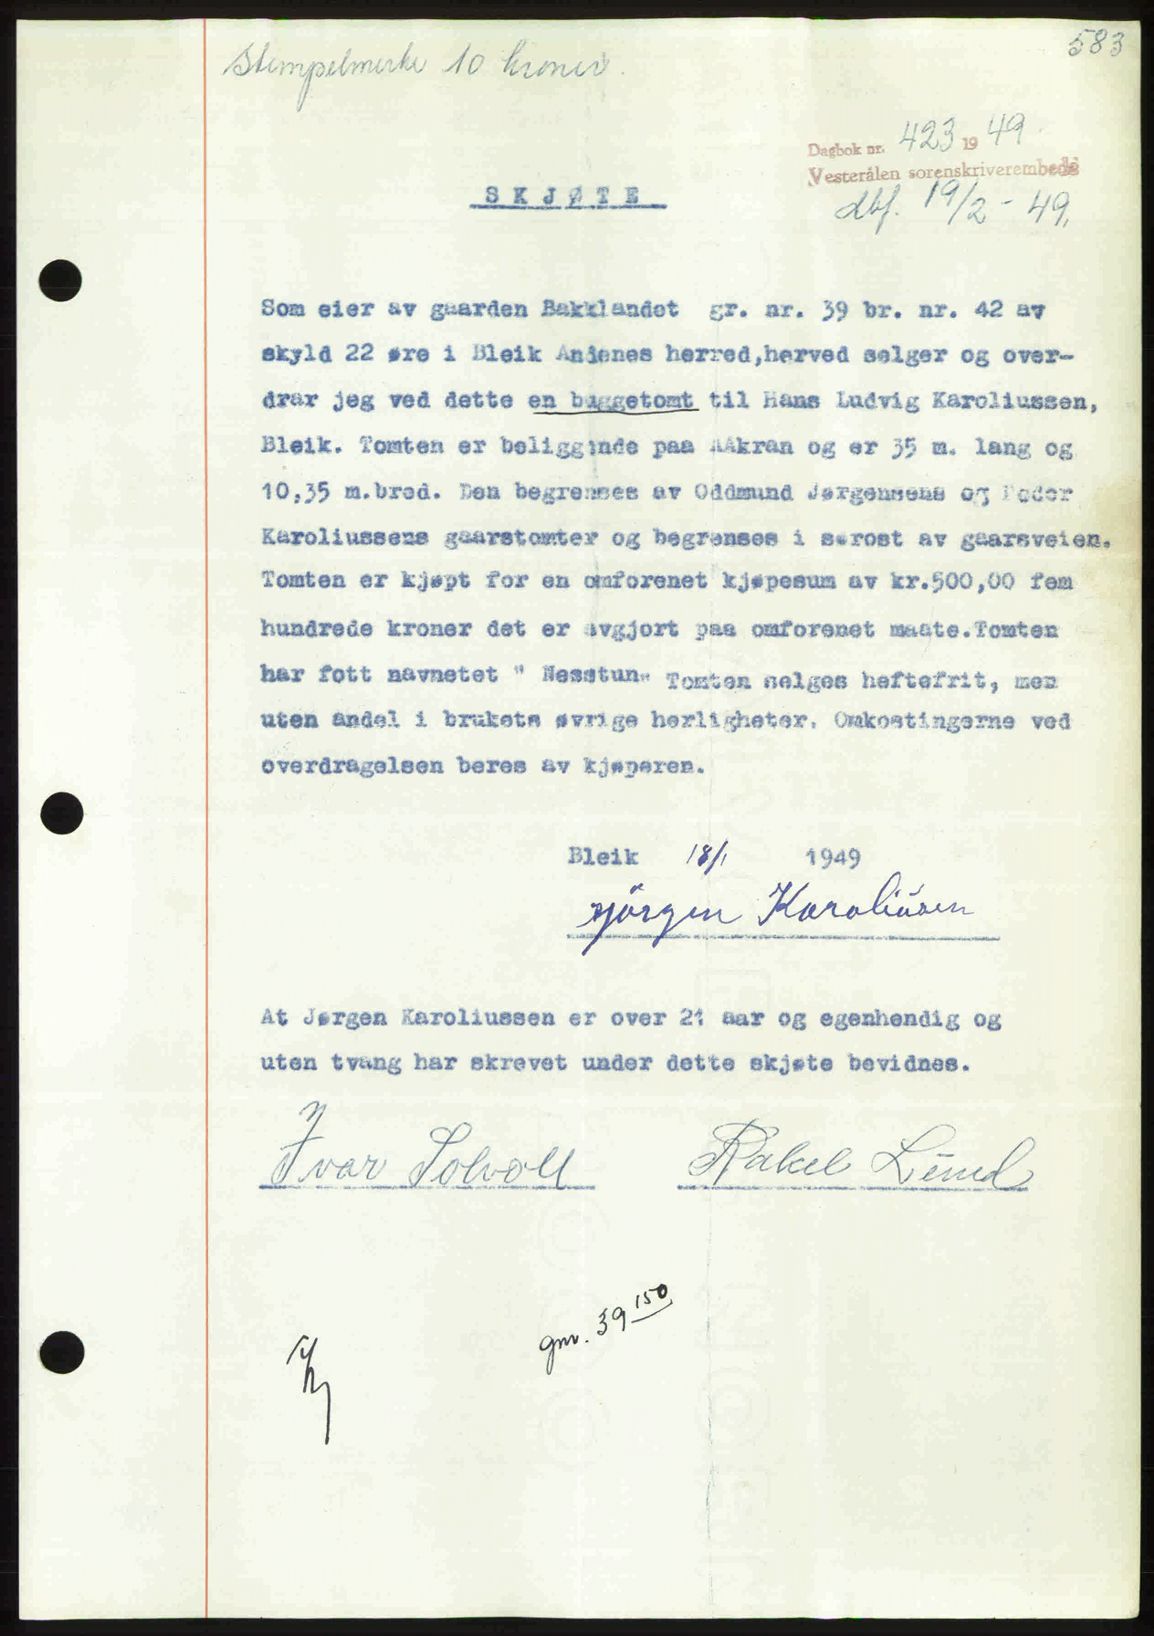 583
Stempelmerke 10 kroner.
Dagbok nr. 423 1949
Vesterålen sorenskriverembede
dbf. 19/2 - 49.
SKJØTE
Som eier av gaarden Bakklandet gr. nr. 39 br. nr. 42 av
skyld 22 øre i Bleik Andenes herred,herved selger og over-
drar jeg ved dette en byggetomt til Hans Ludvig Karoliussen,
Bleik. Tomten er beliggende paa AAkran og er 35 m. lang og
10,35 m.bred. Den begrenses av Oddmund Jørgensens og Peder
Karoliussens gaarstomter og begrenses i sørost av gaarsveien.
Tomten er kjøpt for en omforenet kjøpesum av kr.500,00 fem
hundrede kroner det er avgjort paa omforenet maate.Tomten
har fott navnetet " Nesstun" Tomten selges heftefrit, men
uten andel i brukets øvrige herligheter. Omkostingerne ved
overdragelsen beres av kjøperen.
Bleik 18/1 1949
Jörgen Karoliusen
At Jørgen Karoliussen er over 21 aar og egenhendig og
uten tvang har skrevet under dette skjøte bevidnes.
Ivar Solvoll Rakel Lund
gnr. 39 150